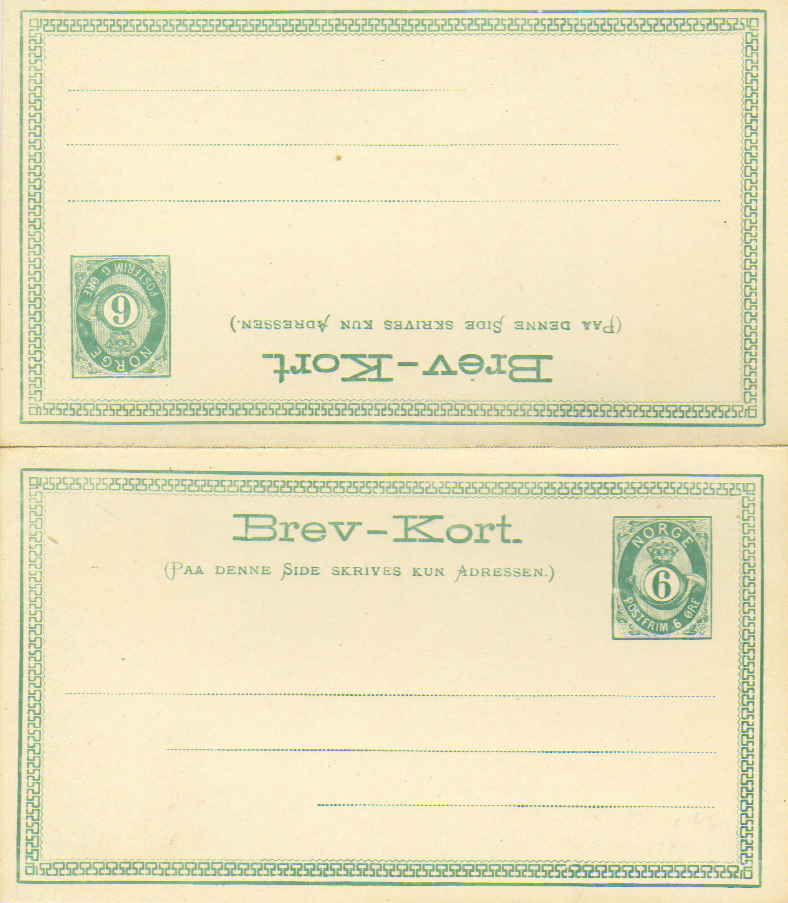 NORGE
6
POSTFRIM 6 ØRE
(PAA DENNE SIDE SKRIVES KUN ADRESSEN.)
Brev-Kort.
Brev-Kort.
(PAA DENNE SIDE SKRIVES KUN ADRESSEN.)
NORGE
6
POSTFRIM 6 ØRE